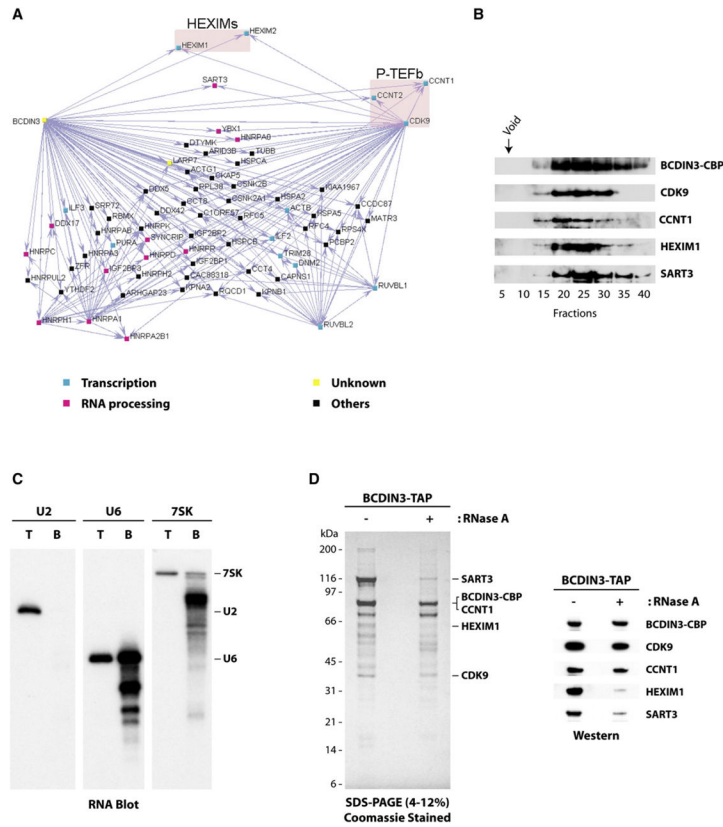 A
HEXIMs
HEXIM2
HEXIM1
SART3
P-TEFb
CCNT1
CCNT2
BCDIN3
CDK9
YBX1
HNRPA0
DTYMK
ARID3B
TUBB
LARP7
HSPCA
ACTG1
CKAP5
KIAA1967
DDX5
RPL38
CSNK2B
CCT8
CSNK2A1
HSPA2
CCDC87
ILF3
SRPT2
DDX42
C1ORF57
RFC5
ACTB
HSPA5
MATR3
DDX17
RBMX
HNRPK
RFC4
RPS4X
HNRPAB
SYNCRIP
ILF2
PCBP2
HNRPC
PURA
HNRPD
HNRPR
HSPCB
TRIM28
HNRPA3
IGF2BP2
DNM2
ZFR
IGF2BP3
IGF2BP1
CCT4
HNRPUL2
HNRPH2
CAC89318
CAPNS1
YTHDF2
ARHGAP23
KPNA2
PQCD1
KPNB1
RUVBL1
HNRPH1
HNRPA1
RUVBL2
HNRPA2B1
Transcription
Unknown
RNA processing
Others
B
Void
BCDIN3-CBP
CDK9
CCNT1
HEXIM1
SART3
5 10 15 20 25 30 35 40
Fractions
C
U2 U6 7SK
T B T B T B
7SK
U2
U6
RNA Blot
D
BCDIN3-TAP
- + : RNase A
kDa
200
116
97
66
45
31
21
14
6
SART3
BCDIN3-CBP
CCNT1
HEXIM1
CDK9
SDS-PAGE (4-12%)
Coomassie Stained
BCDIN3-TAP
- + : RNase A
BCDIN3-CBP
CDK9
CCNT1
HEXIM1
SART3
Western